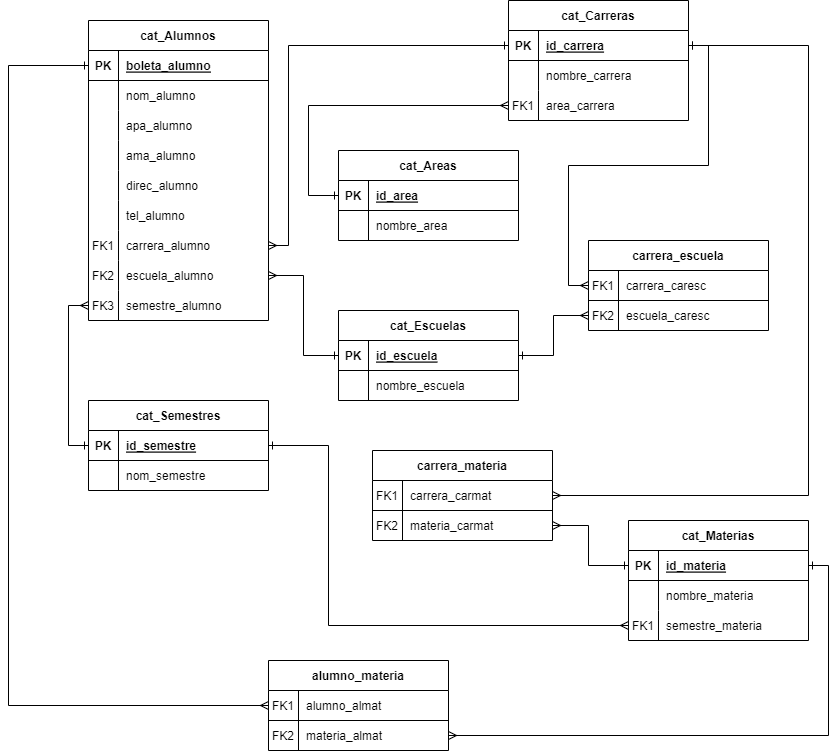 cat_Carreras
PK id_carrera
nombre_carrera
FK1 area_carrera
cat_Alumnos
PK boleta_alumno
nom_alumno
apa_alumno
ama_alumno
direc_alumno
tel_alumno
FK1 carrera_alumno
FK2 escuela_alumno
FK3 semestre_alumno
cat_Areas
PK id_area
nombre_area
carrera_escuela
FK1 carrera_caresc
FK2 escuela_caresc
cat_Escuelas
PK id_escuela
nombre_escuela
cat_Semestres
PK id_semestre
nom_semestre
carrera_materia
FK1 carrera_carmat
FK2 materia_carmat
cat_Materias
PK id_materia
nombre_materia
FK1 semestre_materia
alumno_materia
FK1 alumno_almat
FK2 materia_almat